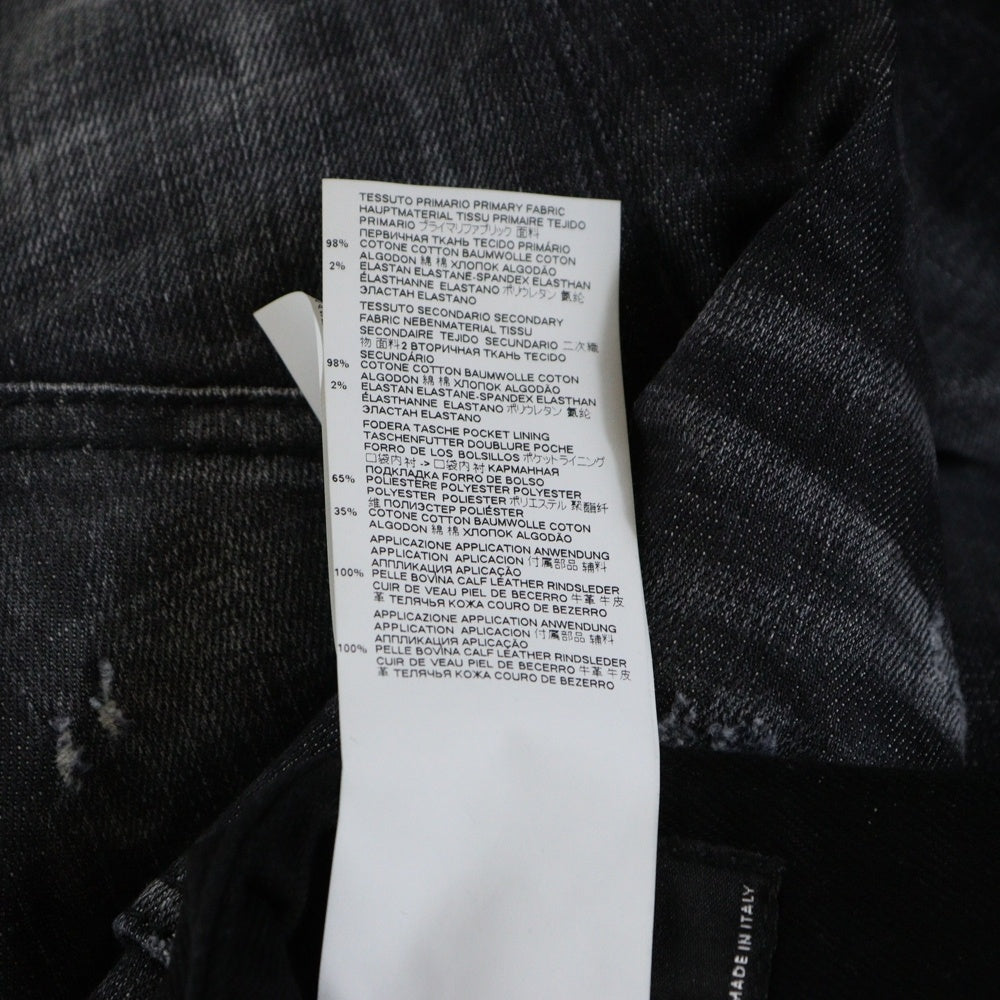 TESSUTO PRIMARIO PRIMARY FABRIC
HAUPTMATERIAL TISSU PRIMAIRE TEJIDO
PRIMARIO プライマリファブリック 面料
ПЕРВИЧНАЯ ТКАНЬ TECIDO PRIMÁRIO
98% COTONE COTTON BAUMWOLLE COTON
ALGODON 綿 棉 ХЛОПОК ALGODÃO
2% ELASTAN ELASTANE-SPANDEX ELASTHAN
ÉLASTHANNE ELASTANO ポリウレタン 氨纶
ЭЛАСТАН ELASTANO
TESSUTO SECONDARIO SECONDARY
FABRIC NEBENMATERIAL TISSU
SECONDAIRE TEJIDO SECUNDARIO 二次織
物 面料2 ВТОРИЧНАЯ ТКАНЬ TECIDO
SECUNDÁRIO
98% COTONE COTTON BAUMWOLLE COTON
ALGODON 綿 棉 ХЛОПОК ALGODÃO
2% ELASTAN ELASTANE-SPANDEX ELASTHAN
ÉLASTHANNE ELASTANO ポリウレタン 氨纶
ЭЛАСТАН ELASTANO
FODERA TASCHE POCKET LINING
TASCHENFUTTER DOUBLURE POCHE
FORRO DE LOS BOLSILLOS ポケットライニング
口袋内衬 -> 口袋内衬 КАРМАННАЯ
ПОДКЛАДКА FORRO DE BOLSO
65% POLIESTERE POLYESTER POLYESTER
POLYESTER POLIESTER ポリエステル 聚酯纤
维 ПОЛИЭСТЕР POLIÉSTER
35% COTONE COTTON BAUMWOLLE COTON
ALGODON 綿 棉 ХЛОПОК ALGODÃO
APPLICAZIONE APPLICATION ANWENDUNG
APPLICATION APLICACION 付属部品 辅料
АППЛИКАЦИЯ APLICAÇÃO
100% PELLE BOVINA CALF LEATHER RINDSLEDER
CUIR DE VEAU PIEL DE BECERRO 牛革 牛皮
革 ТЕЛЯЧЬЯ КОЖА COURO DE BEZERRO
APPLICAZIONE APPLICATION ANWENDUNG
APPLICATION APLICACION 付属部品 辅料
АППЛИКАЦИЯ APLICAÇÃO
100% PELLE BOVINA CALF LEATHER RINDSLEDER
CUIR DE VEAU PIEL DE BECERRO 牛革 牛皮
革 ТЕЛЯЧЬЯ КОЖА COURO DE BEZERRO
MADE IN ITALY